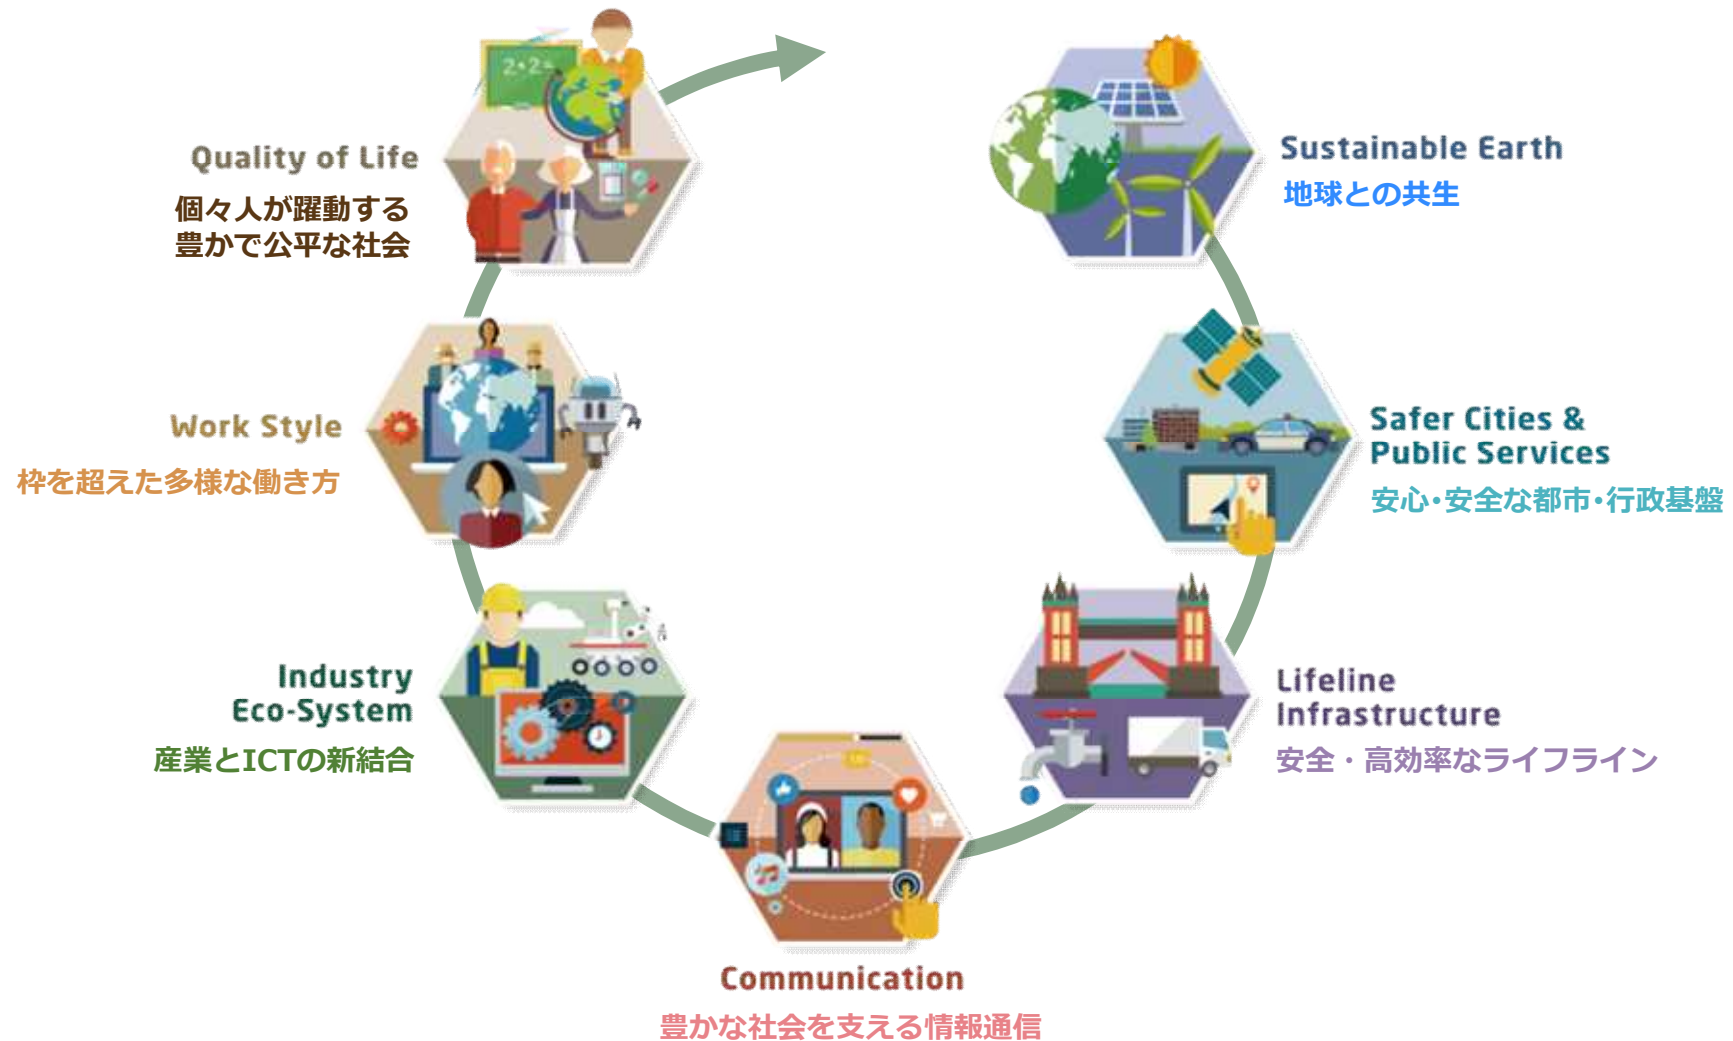 2+2=
Quality of Life
個々人が躍動する
豊かで公平な社会
Sustainable Earth
地球との共生
Work Style
枠を超えた多様な働き方
Safer Cities &
Public Services
安心・安全な都市・行政基盤
Industry
Eco-System
産業とICTの新結合
Lifeline
Infrastructure
安全・高効率なライフライン
Communication
豊かな社会を支える情報通信